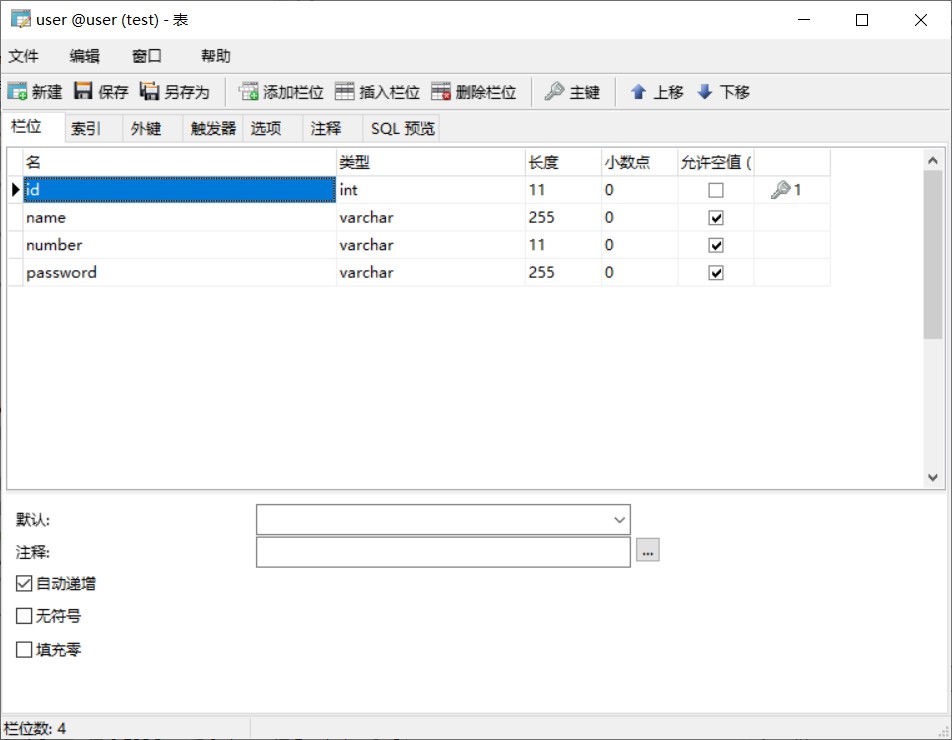 user @user (test) - 表
文件 编辑 窗口 帮助
新建 保存 另存为 添加栏位 插入栏位 删除栏位 主键 上移 下移
栏位 索引 外键 触发器 选项 注释 SQL 预览
名 类型 长度 小数点 允许空值 (
id int 11 0 1
name varchar 255 0
number varchar 11 0
password varchar 255 0
默认:
注释: ...
自动递增
无符号
填充零
栏位数: 4